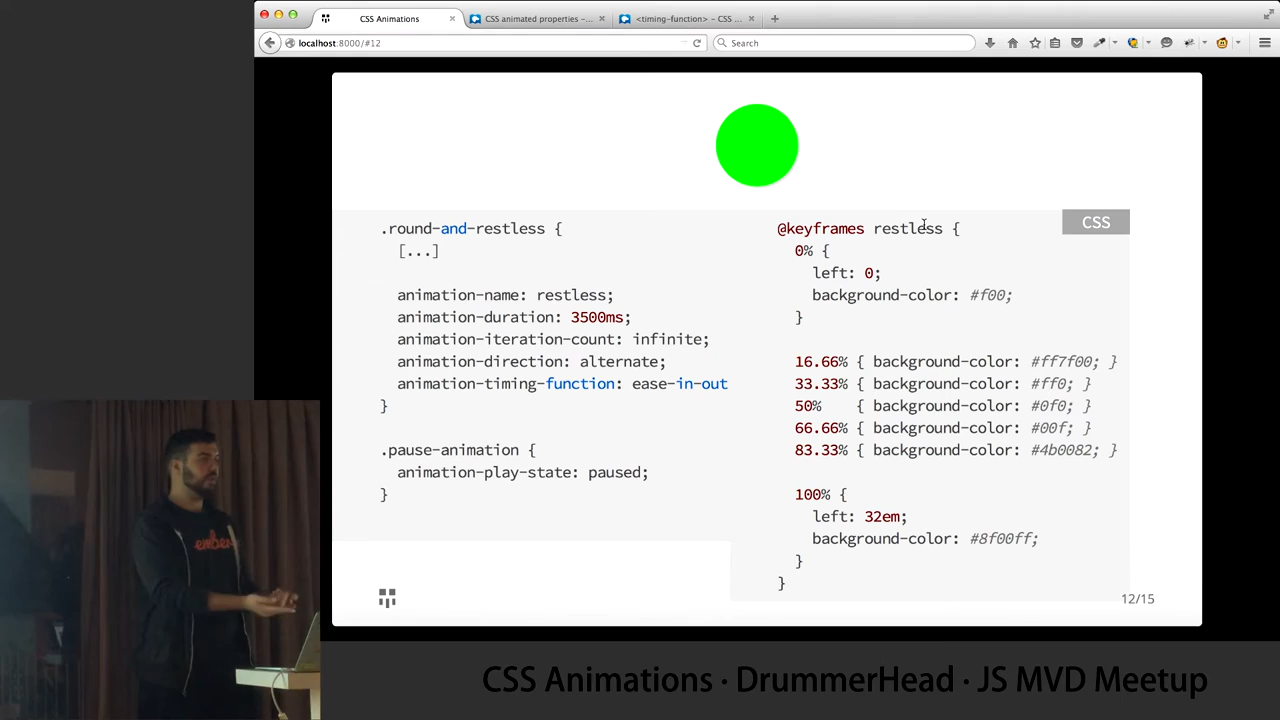 CSS Animations
CSS animated properties -...
<timing-function> - CSS ...
localhost:8000/#12
Search
.round-and-restless {
[...]
animation-name: restless;
animation-duration: 3500ms;
animation-iteration-count: infinite;
animation-direction: alternate;
animation-timing-function: ease-in-out
}
.pause-animation {
animation-play-state: paused;
}
CSS
@keyframes restless {
0% {
left: 0;
background-color: #f00;
}
16.66% { background-color: #ff7f00; }
33.33% { background-color: #ff0; }
50% { background-color: #0f0; }
66.66% { background-color: #00f; }
83.33% { background-color: #4b0082; }
100% {
left: 32em;
background-color: #8f00ff;
}
}
12/15
ember
CSS Animations · DrummerHead · JS MVD Meetup